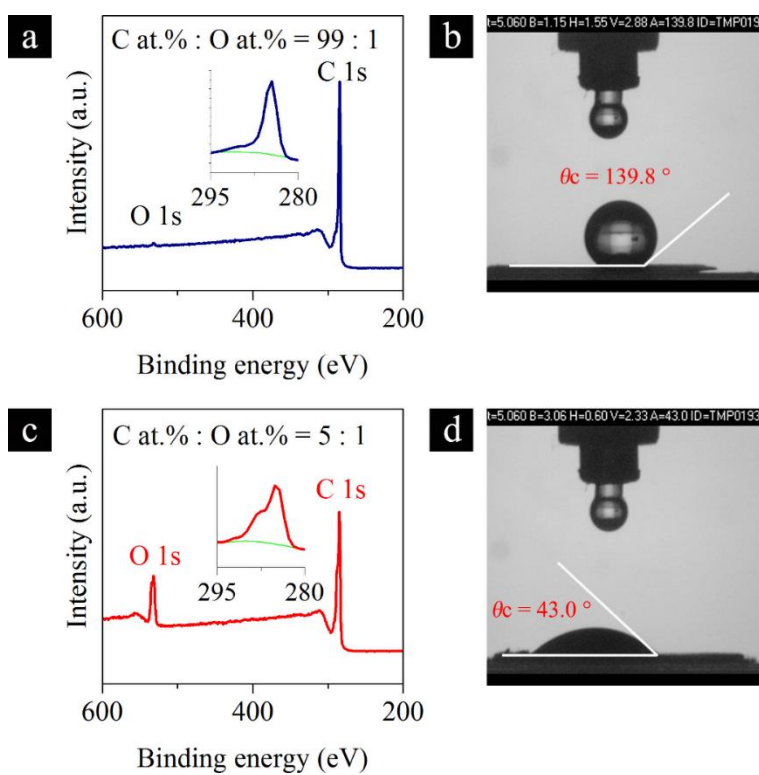 a
C at.% : O at.% = 99 : 1
C 1s
O 1s
295
280
Intensity (a.u.)
600
400
200
Binding energy (eV)
b
t=5.060 B=1.15 H=1.55 V=2.88 A=139.8 ID=TMP019
θc = 139.8 °
c
C at.% : O at.% = 5 : 1
C 1s
O 1s
295
280
Intensity (a.u.)
600
400
200
Binding energy (eV)
d
t=5.060 B=3.06 H=0.60 V=2.33 A=43.0 ID=TMP0193
θc = 43.0 °